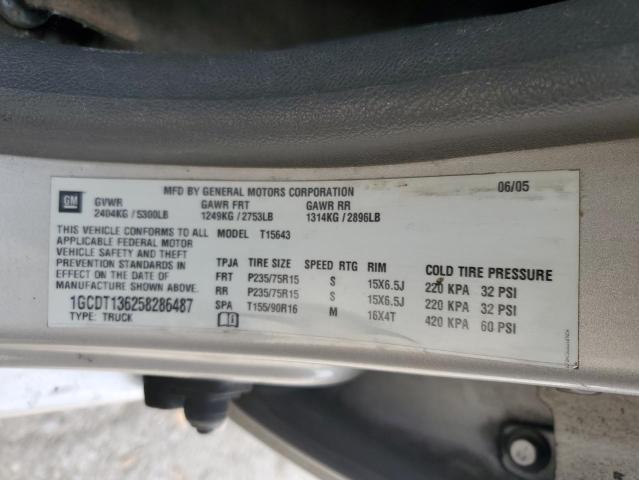 MFD BY GENERAL MOTORS CORPORATION 06/05
GM
GVWR GAWR FRT GAWR RR
2404KG / 5300LB 1249KG / 2753LB 1314KG / 2896LB
THIS VEHICLE CONFORMS TO ALL
APPLICABLE FEDERAL MOTOR
VEHICLE SAFETY AND THEFT
PREVENTION STANDARDS IN
EFFECT ON THE DATE OF
MANUFACTURE SHOWN ABOVE.
1GCDT136258286487
TYPE: TRUCK
MODEL T15643
TPJA TIRE SIZE SPEED RTG RIM COLD TIRE PRESSURE
FRT P235/75R15 S 15X6.5J 220 KPA 32 PSI
RR P235/75R15 S 15X6.5J 220 KPA 32 PSI
SPA T155/90R16 M 16X4T 420 KPA 60 PSI